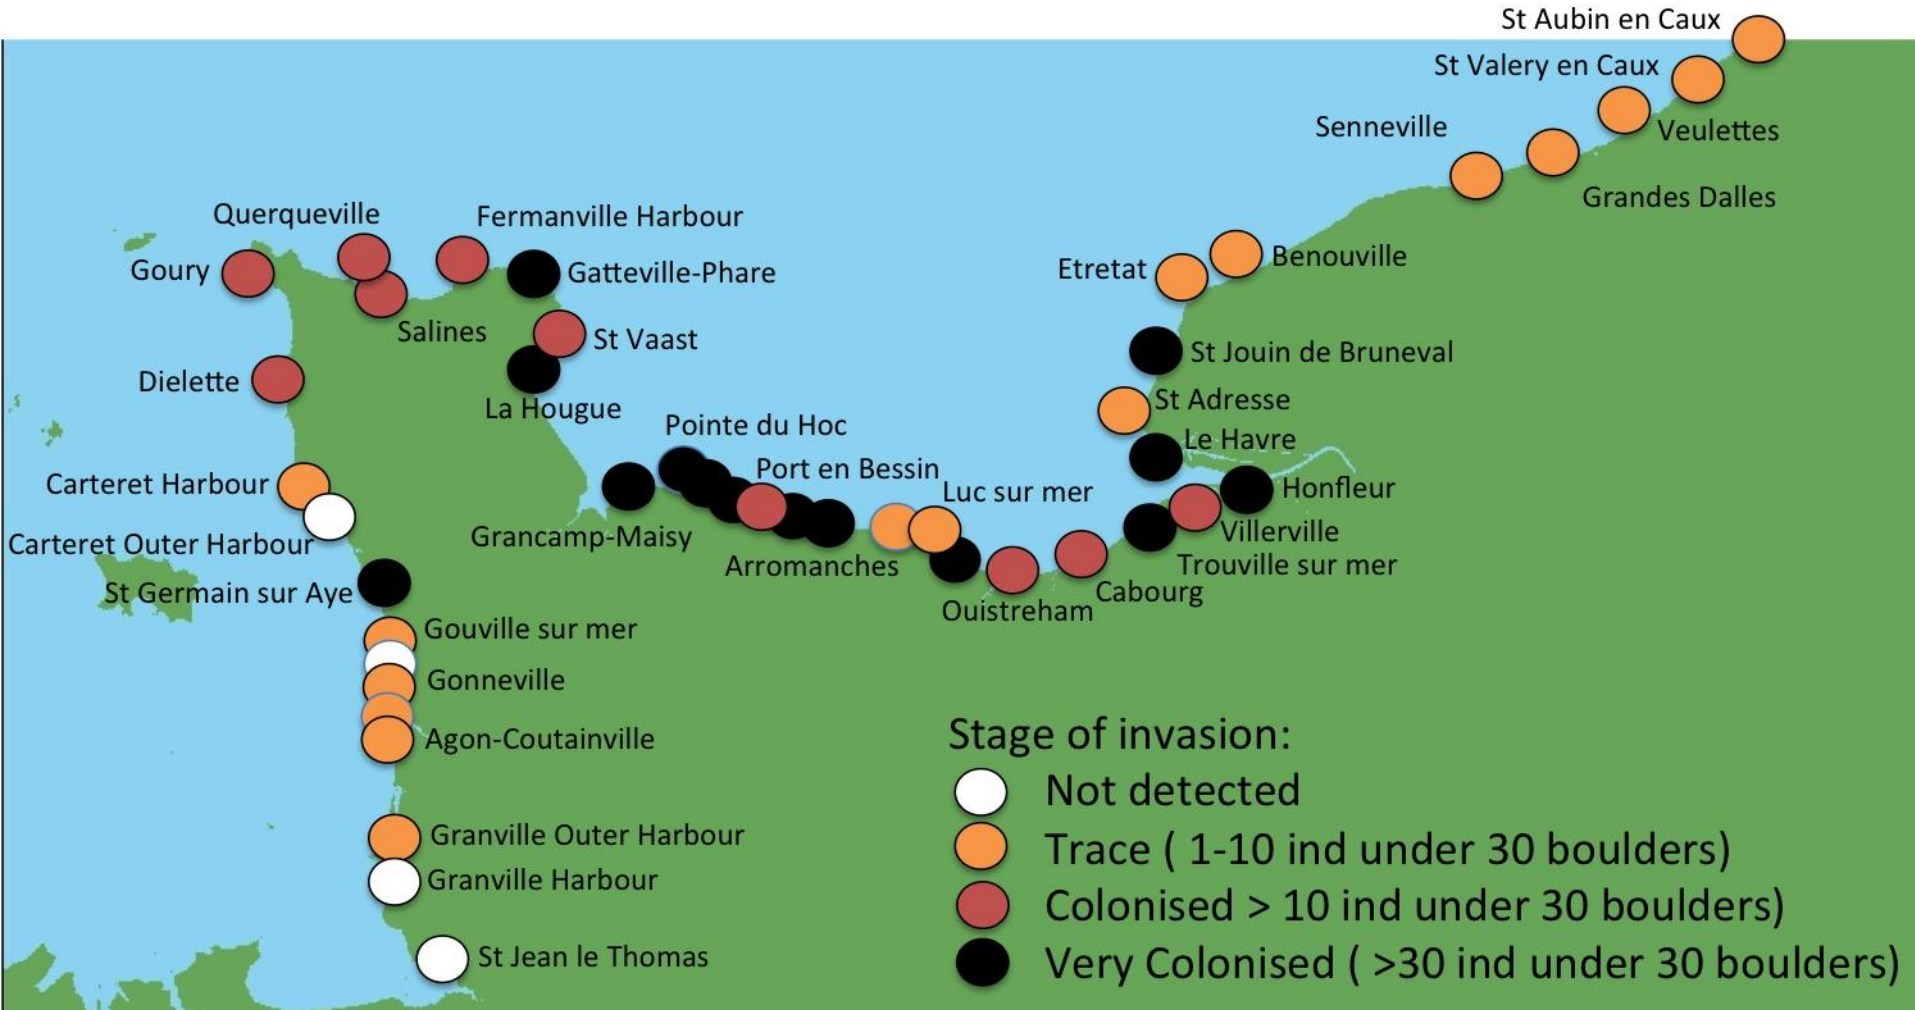 St Aubin en Caux
St Valery en Caux
Senneville
Veulettes
Grandes Dalles
Querqueville
Fermanville Harbour
Goury
Gatteville-Phare
Etretat
Benouville
Salines
St Vaast
St Jouin de Bruneval
Dielette
La Hougue
St Adresse
Pointe du Hoc
Le Havre
Port en Bessin
Carteret Harbour
Luc sur mer
Honfleur
Grancamp-Maisy
Villerville
Carteret Outer Harbour
Arromanches
Trouville sur mer
St Germain sur Aye
Cabourg
Ouistreham
Gouville sur mer
Gonneville
Agon-Coutainville
Granville Outer Harbour
Granville Harbour
St Jean le Thomas
Stage of invasion:
Not detected
Trace ( 1-10 ind under 30 boulders)
Colonised > 10 ind under 30 boulders)
Very Colonised ( >30 ind under 30 boulders)